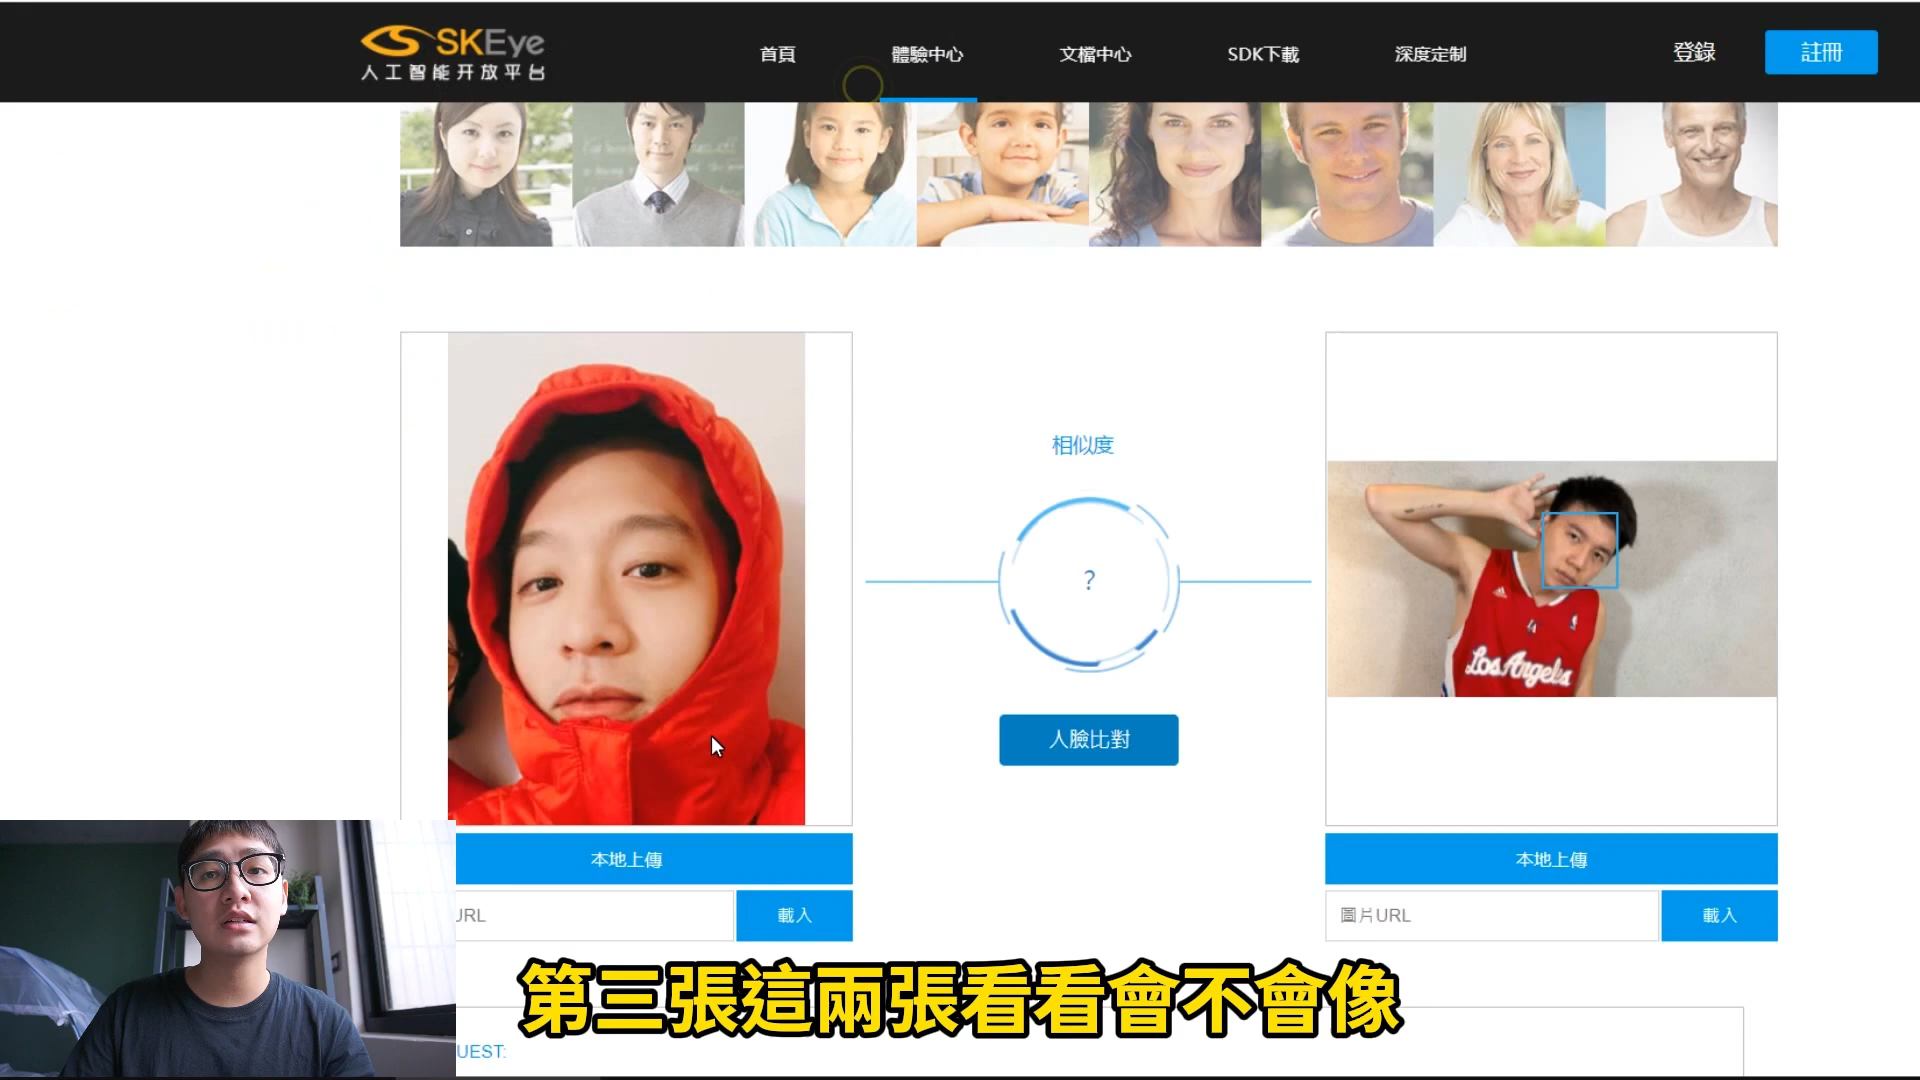 SKEye
人工智能开放平台
首頁
體驗中心
文檔中心
SDK下載
深度定制
登錄
註冊
相似度
?
人臉比對
Los Angeles
本地上傳
本地上傳
URL
載入
圖片URL
載入
第三張這兩張看看會不會像
UEST: